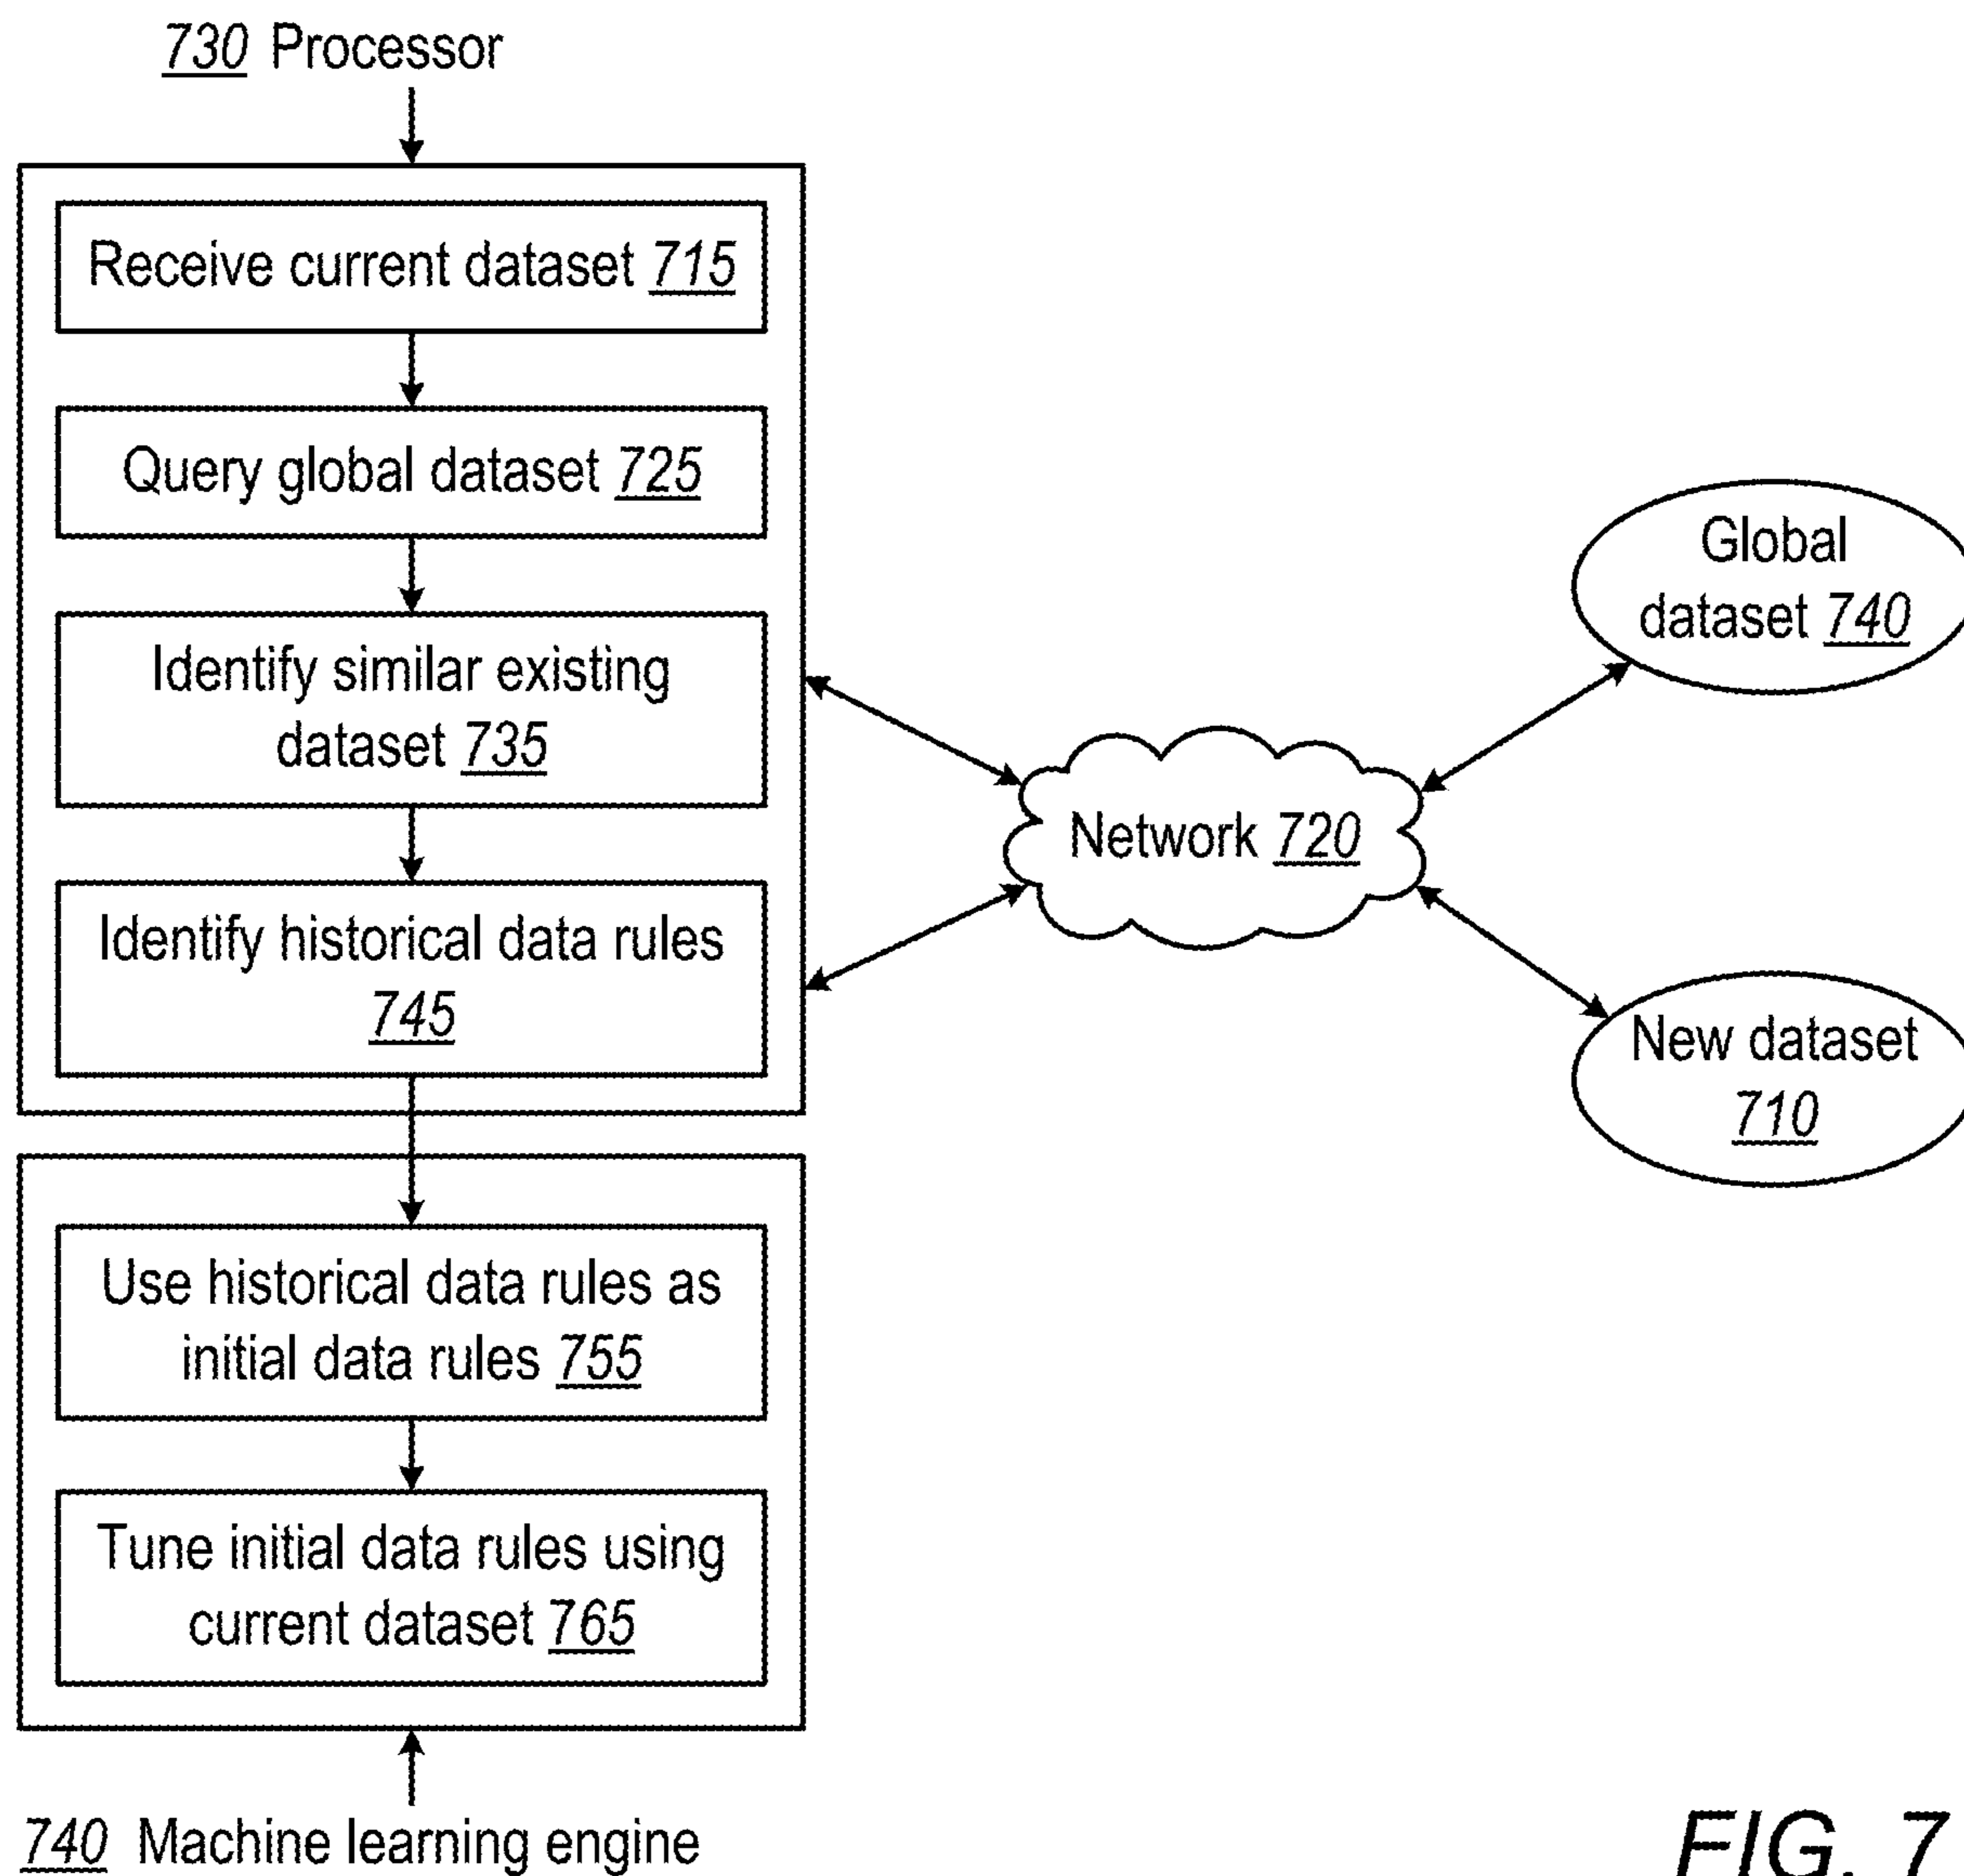 730 Processor
Receive current dataset 715
Query global dataset 725
Identify similar existing
dataset 735
Identify historical data rules
745
Use historical data rules as
initial data rules 755
Tune initial data rules using
current dataset 765
740 Machine learning engine
Network 720
Global
dataset 740
New dataset
710
FIG. 7